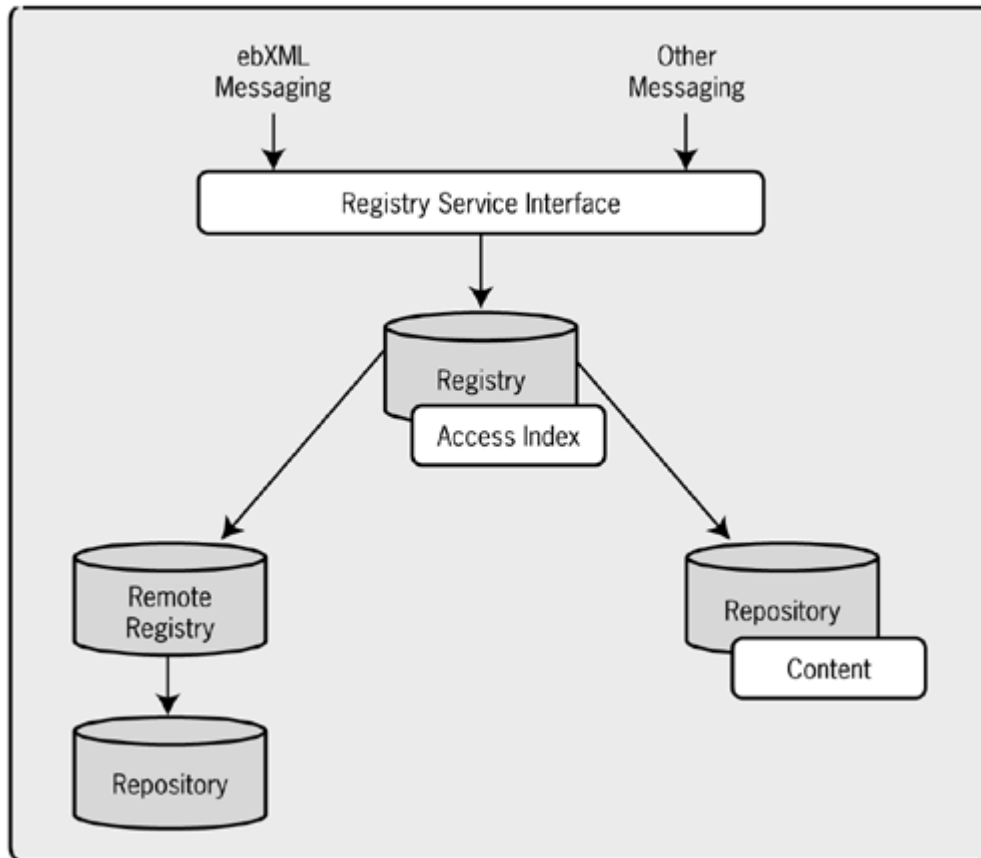 ebXML
Messaging
Other
Messaging
Registry Service Interface
Registry
Access Index
Remote
Registry
Repository
Content
Repository